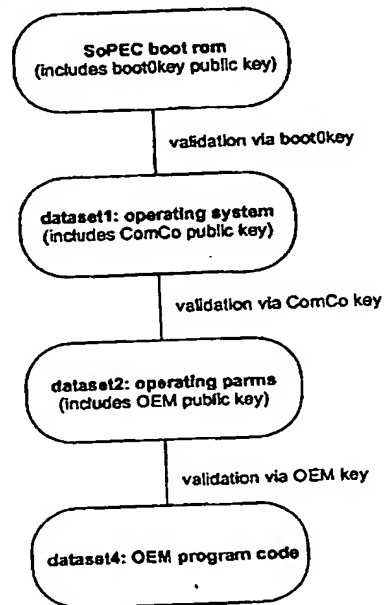 SoPEC boot rom
(includes boot0key public key)
validation via boot0key
dataset1: operating system
(includes ComCo public key)
validation via ComCo key
dataset2: operating parms
(includes OEM public key)
validation via OEM key
dataset4: OEM program code